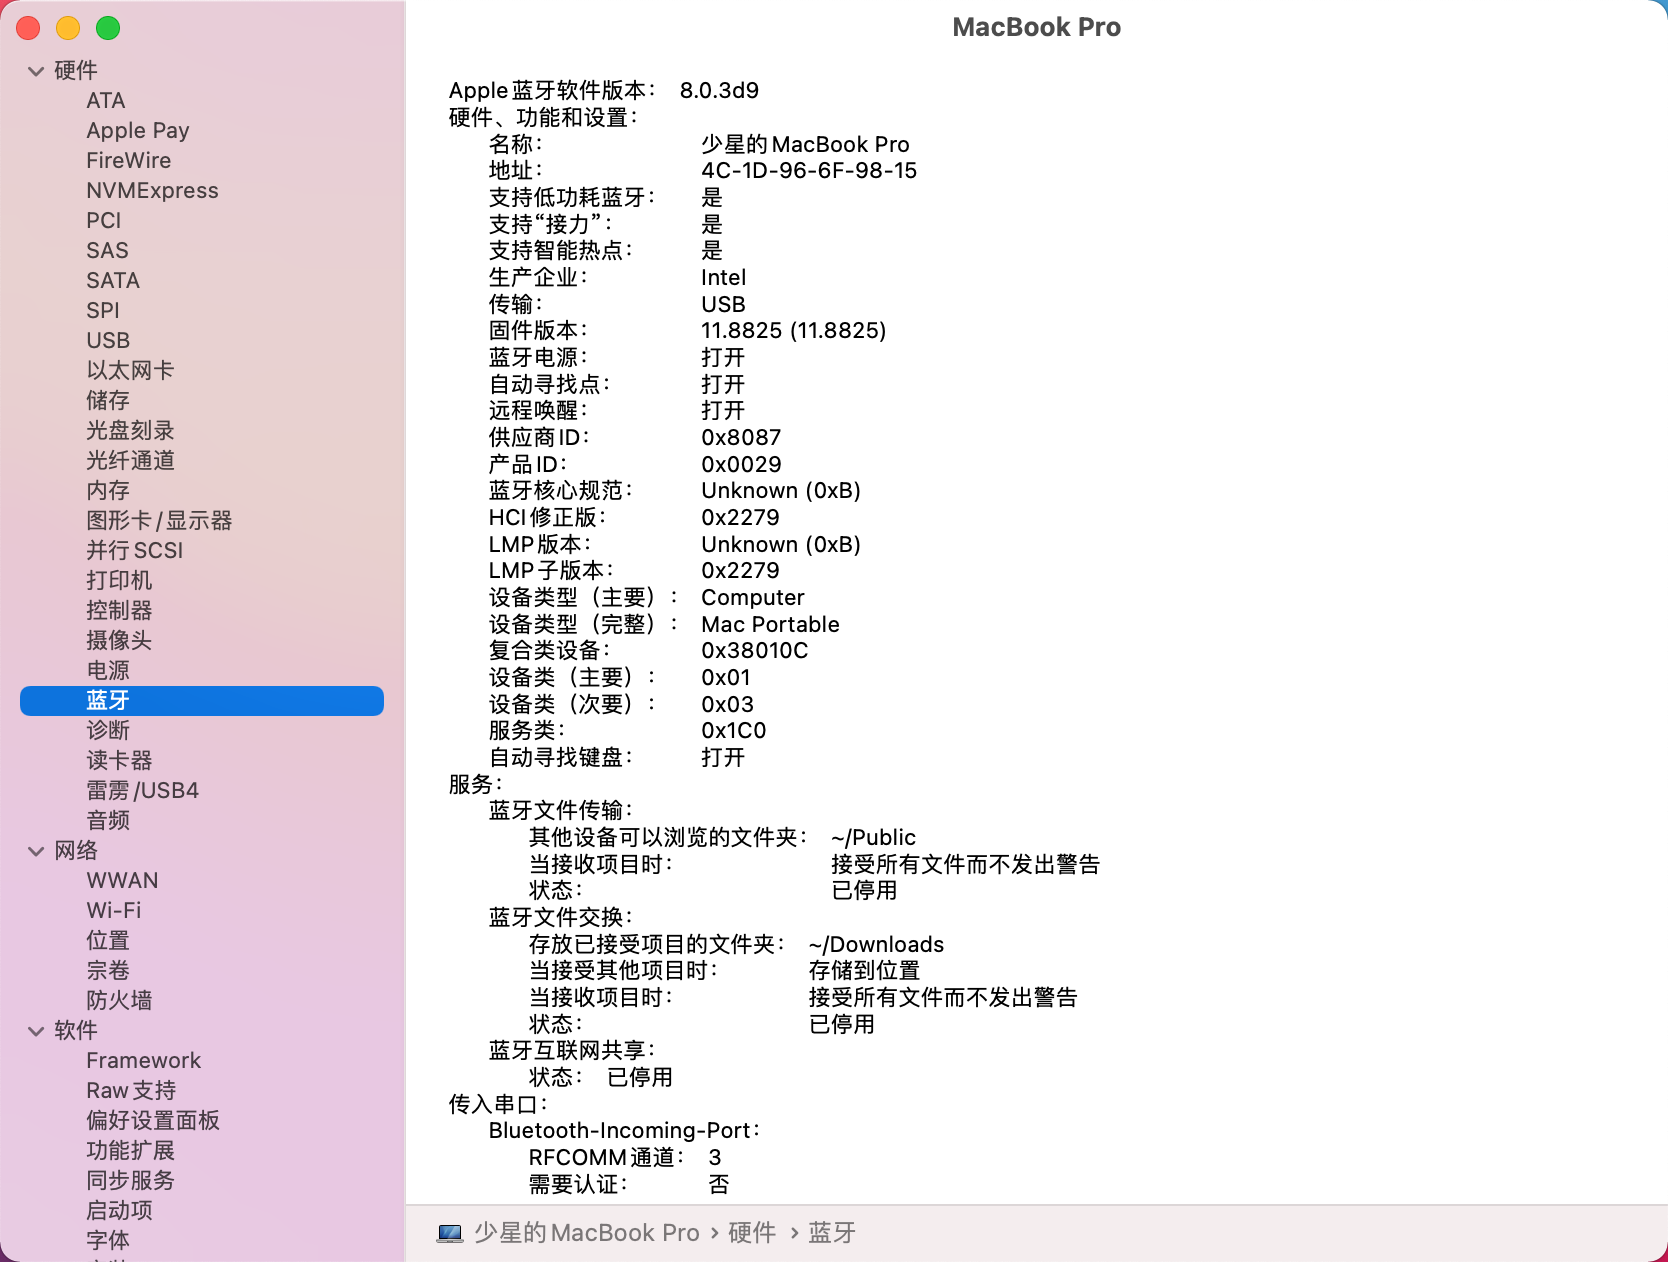 MacBook Pro
硬件
ATA
Apple Pay
FireWire
NVMExpress
PCI
SAS
SATA
SPI
USB
以太网卡
储存
光盘刻录
光纤通道
内存
图形卡/显示器
并行SCSI
打印机
控制器
摄像头
电源
蓝牙
诊断
读卡器
雷雳/USB4
音频
网络
WWAN
Wi-Fi
位置
宗卷
防火墙
软件
Framework
Raw支持
偏好设置面板
功能扩展
同步服务
启动项
字体
Apple蓝牙软件版本： 8.0.3d9
硬件、功能和设置：
名称： 少星的MacBook Pro
地址： 4C-1D-96-6F-98-15
支持低功耗蓝牙： 是
支持“接力”： 是
支持智能热点： 是
生产企业： Intel
传输： USB
固件版本： 11.8825 (11.8825)
蓝牙电源： 打开
自动寻找点： 打开
远程唤醒： 打开
供应商ID： 0x8087
产品ID： 0x0029
蓝牙核心规范： Unknown (0xB)
HCI修正版： 0x2279
LMP版本： Unknown (0xB)
LMP子版本： 0x2279
设备类型（主要）： Computer
设备类型（完整）： Mac Portable
复合类设备： 0x38010C
设备类（主要）： 0x01
设备类（次要）： 0x03
服务类： 0x1C0
自动寻找键盘： 打开
服务：
蓝牙文件传输：
其他设备可以浏览的文件夹： ~/Public
当接收项目时： 接受所有文件而不发出警告
状态： 已停用
蓝牙文件交换：
存放已接受项目的文件夹： ~/Downloads
当接受其他项目时： 存储到位置
当接收项目时： 接受所有文件而不发出警告
状态： 已停用
蓝牙互联网共享：
状态： 已停用
传入串口：
Bluetooth-Incoming-Port：
RFCOMM通道： 3
需要认证： 否
少星的MacBook Pro › 硬件 › 蓝牙